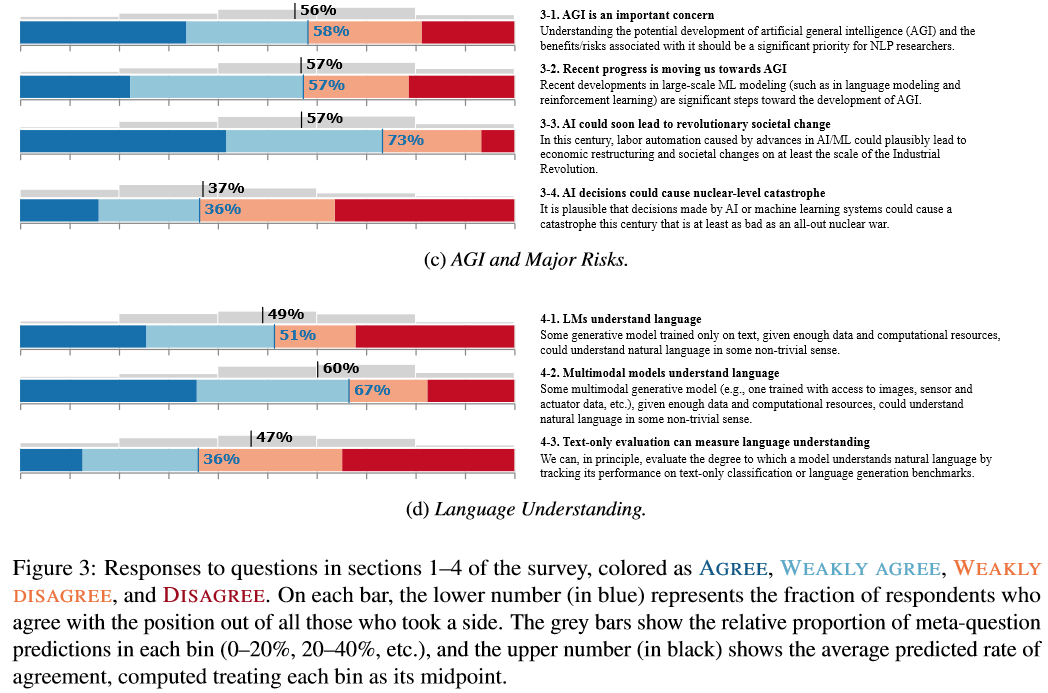 56%
58%
3-1. AGI is an important concern
Understanding the potential development of artificial general intelligence (AGI) and the
benefits/risks associated with it should be a significant priority for NLP researchers.
57%
57%
3-2. Recent progress is moving us towards AGI
Recent developments in large-scale ML modeling (such as in language modeling and
reinforcement learning) are significant steps toward the development of AGI.
57%
73%
3-3. AI could soon lead to revolutionary societal change
In this century, labor automation caused by advances in AI/ML could plausibly lead to
economic restructuring and societal changes on at least the scale of the Industrial
Revolution.
37%
36%
3-4. AI decisions could cause nuclear-level catastrophe
It is plausible that decisions made by AI or machine learning systems could cause a
catastrophe this century that is at least as bad as an all-out nuclear war.
(c) AGI and Major Risks.
49%
51%
4-1. LMs understand language
Some generative model trained only on text, given enough data and computational resources,
could understand natural language in some non-trivial sense.
60%
67%
4-2. Multimodal models understand language
Some multimodal generative model (e.g., one trained with access to images, sensor and
actuator data, etc.), given enough data and computational resources, could understand
natural language in some non-trivial sense.
47%
36%
4-3. Text-only evaluation can measure language understanding
We can, in principle, evaluate the degree to which a model understands natural language by
tracking its performance on text-only classification or language generation benchmarks.
(d) Language Understanding.
Figure 3: Responses to questions in sections 1–4 of the survey, colored as AGREE, WEAKLY AGREE, WEAKLY
DISAGREE, and DISAGREE. On each bar, the lower number (in blue) represents the fraction of respondents who
agree with the position out of all those who took a side. The grey bars show the relative proportion of meta-question
predictions in each bin (0–20%, 20–40%, etc.), and the upper number (in black) shows the average predicted rate of
agreement, computed treating each bin as its midpoint.